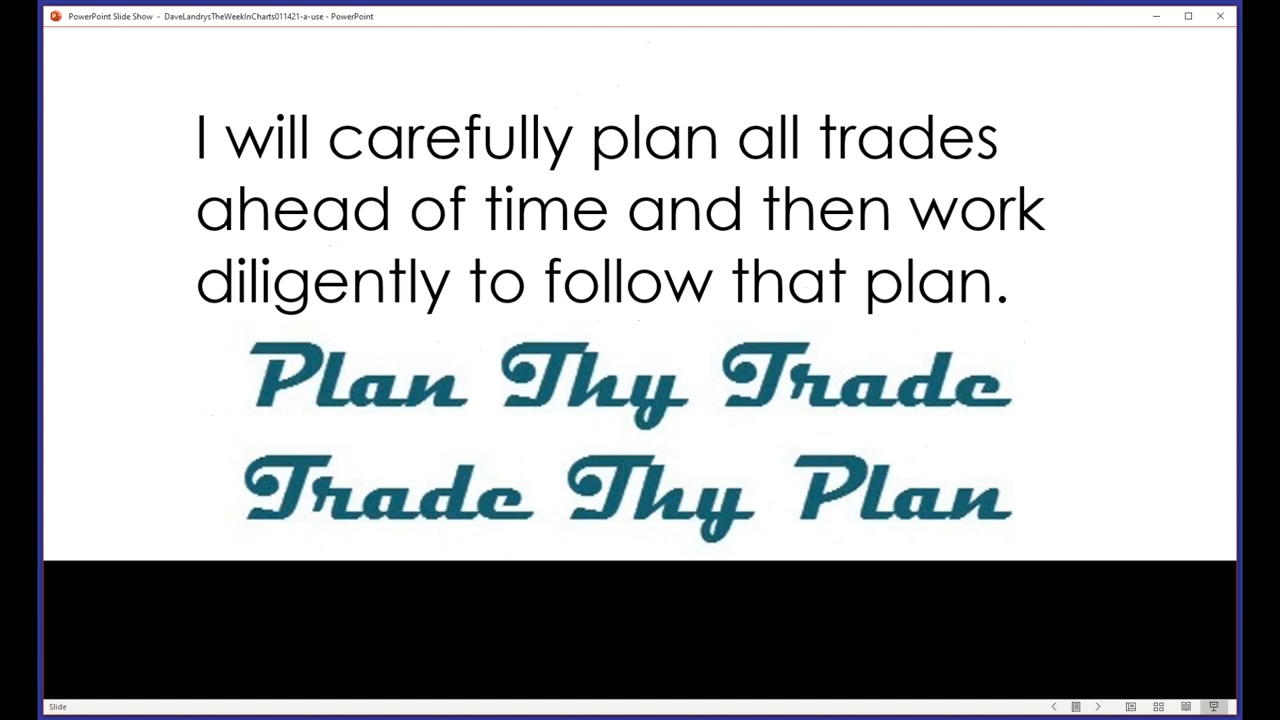 PowerPoint Slide Show - DaveLandrysTheWeekInCharts011421-a-use - PowerPoint
I will carefully plan all trades
ahead of time and then work
diligently to follow that plan.
Plan Thy Trade
Trade Thy Plan
Slide